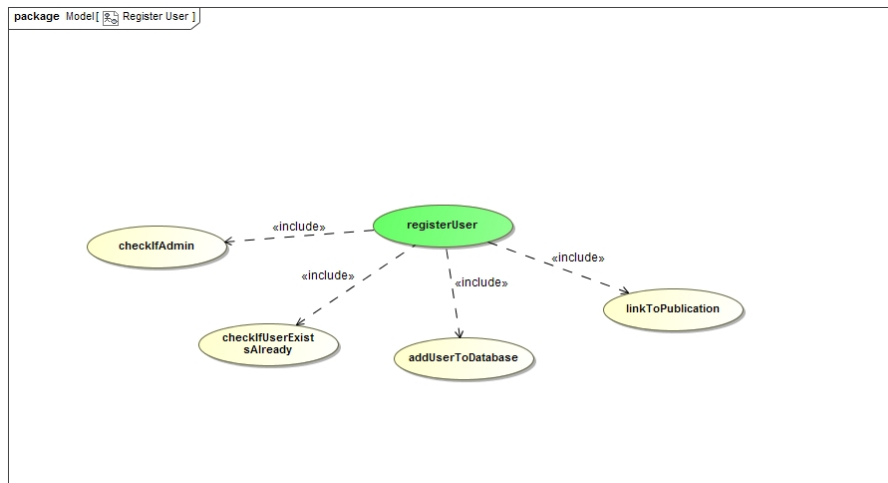 package Model[ Register User ]
registerUser
«include»
checkIfAdmin
«include»
«include»
«include»
linkToPublication
checkIfUserExist
sAlready
addUserToDatabase